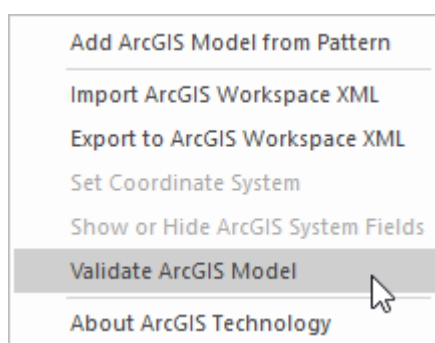 Add ArcGIS Model from Pattern
Import ArcGIS Workspace XML
Export to ArcGIS Workspace XML
Set Coordinate System
Show or Hide ArcGIS System Fields
Validate ArcGIS Model
About ArcGIS Technology